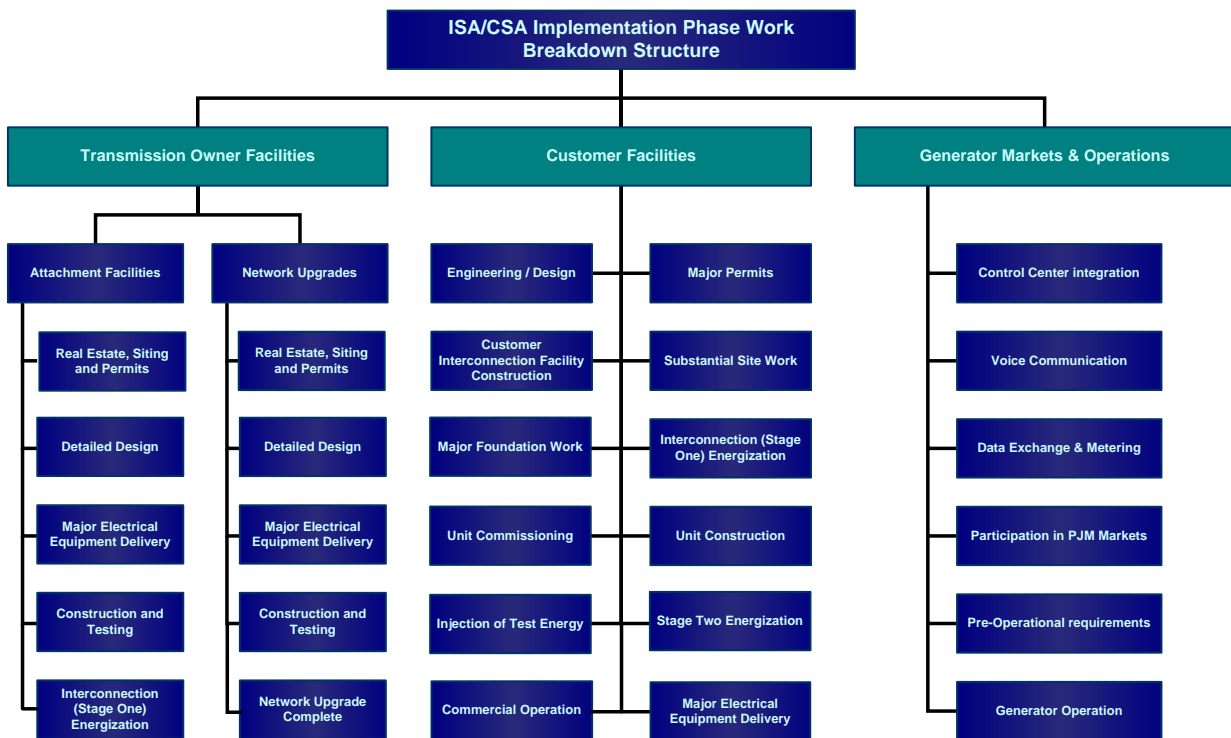 ISA/CSA Implementation Phase Work
Breakdown Structure
Transmission Owner Facilities
Customer Facilities
Generator Markets & Operations
Attachment Facilities
Network Upgrades
Engineering / Design
Major Permits
Control Center integration
Real Estate, Siting
and Permits
Real Estate, Siting
and Permits
Customer
Interconnection Facility
Construction
Substantial Site Work
Voice Communication
Detailed Design
Detailed Design
Major Foundation Work
Interconnection (Stage
One) Energization
Data Exchange & Metering
Major Electrical
Equipment Delivery
Major Electrical
Equipment Delivery
Unit Commissioning
Unit Construction
Participation in PJM Markets
Construction and
Testing
Construction and
Testing
Injection of Test Energy
Stage Two Energization
Pre-Operational requirements
Interconnection
(Stage One)
Energization
Network Upgrade
Complete
Commercial Operation
Major Electrical
Equipment Delivery
Generator Operation